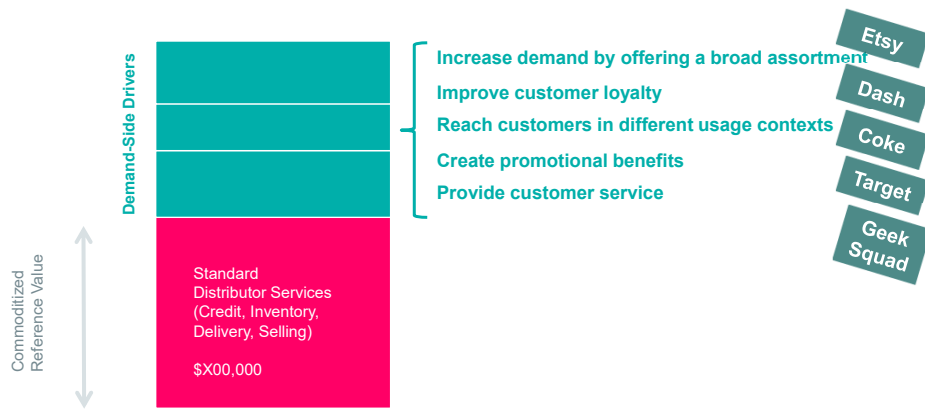 Demand-Side Drivers
Increase demand by offering a broad assortment
Improve customer loyalty
Reach customers in different usage contexts
Create promotional benefits
Provide customer service
Etsy
Dash
Coke
Target
Geek
Squad
Commoditized
Reference Value
Standard
Distributor Services
(Credit, Inventory,
Delivery, Selling)
$X00,000